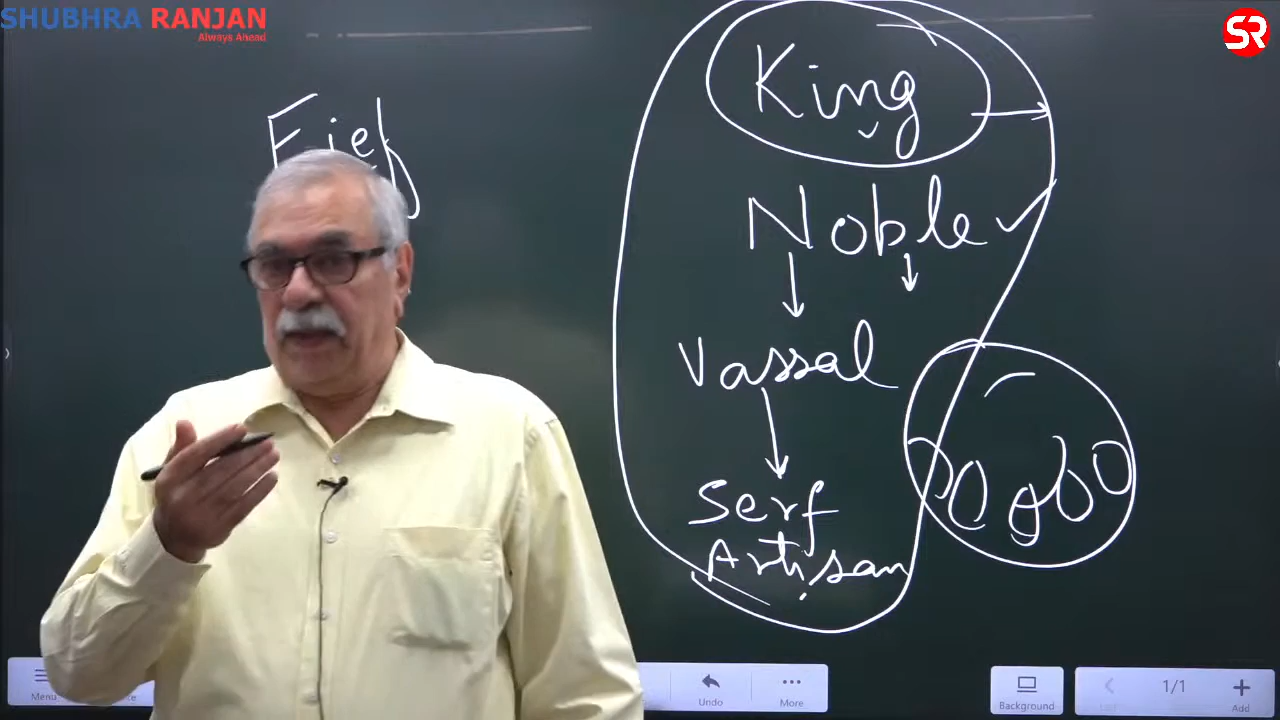 SHUBHRA RANJAN
Always Ahead
SR
Fief
King
Noble
Vassal
Serf
Artisan
Menu
Undo
More
Background
1/1
Add